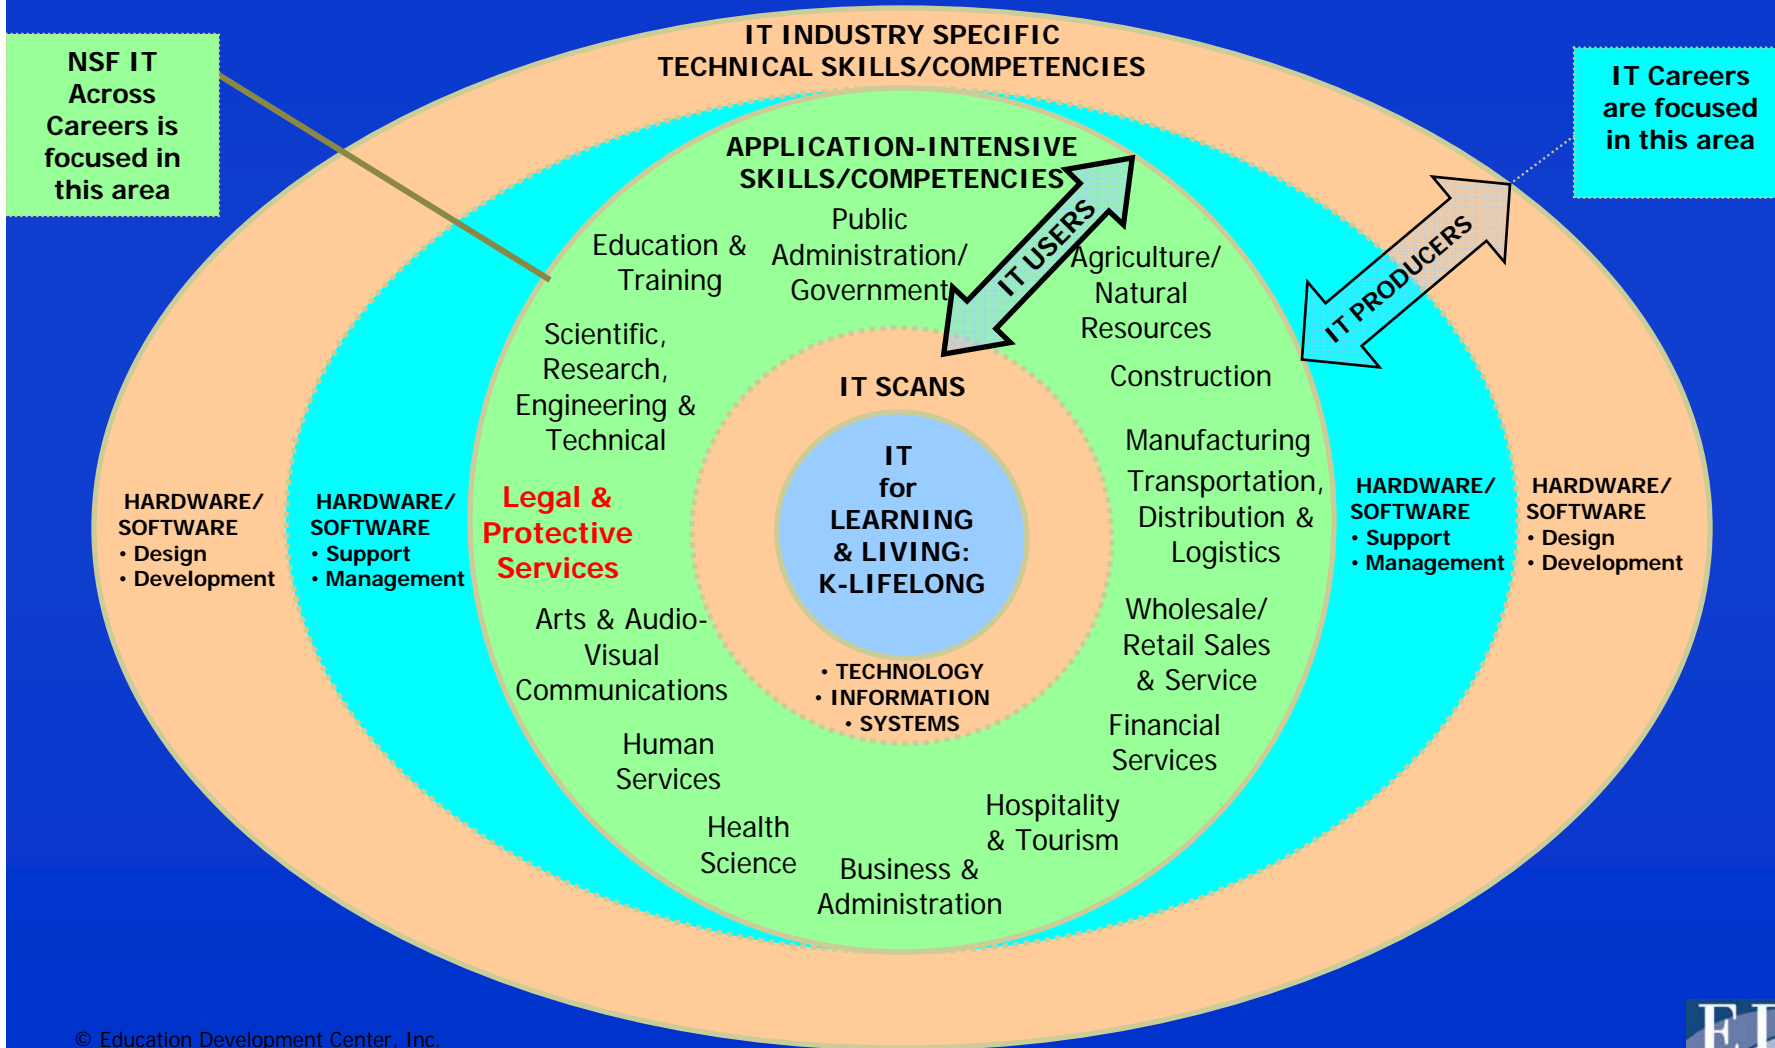 IT INDUSTRY SPECIFIC
TECHNICAL SKILLS/COMPETENCIES
NSF IT
Across
Careers is
focused in
this area
IT Careers
are focused
in this area
APPLICATION-INTENSIVE
SKILLS/COMPETENCIES
IT USERS
IT PRODUCERS
Education &
Training
Public
Administration/
Government
Agriculture/
Natural
Resources
Scientific,
Research,
Engineering &
Technical
Construction
IT SCANS
IT
for
LEARNING
& LIVING:
K-LIFELONG
• TECHNOLOGY
• INFORMATION
• SYSTEMS
Manufacturing
Transportation,
Distribution &
Logistics
HARDWARE/
SOFTWARE
• Design
• Development
HARDWARE/
SOFTWARE
• Support
• Management
Legal &
Protective
Services
HARDWARE/
SOFTWARE
• Support
• Management
HARDWARE/
SOFTWARE
• Design
• Development
Arts & Audio-
Visual
Communications
Wholesale/
Retail Sales
& Service
Human
Services
Financial
Services
Health
Science
Business &
Administration
Hospitality
& Tourism
© Education Development Center, Inc.